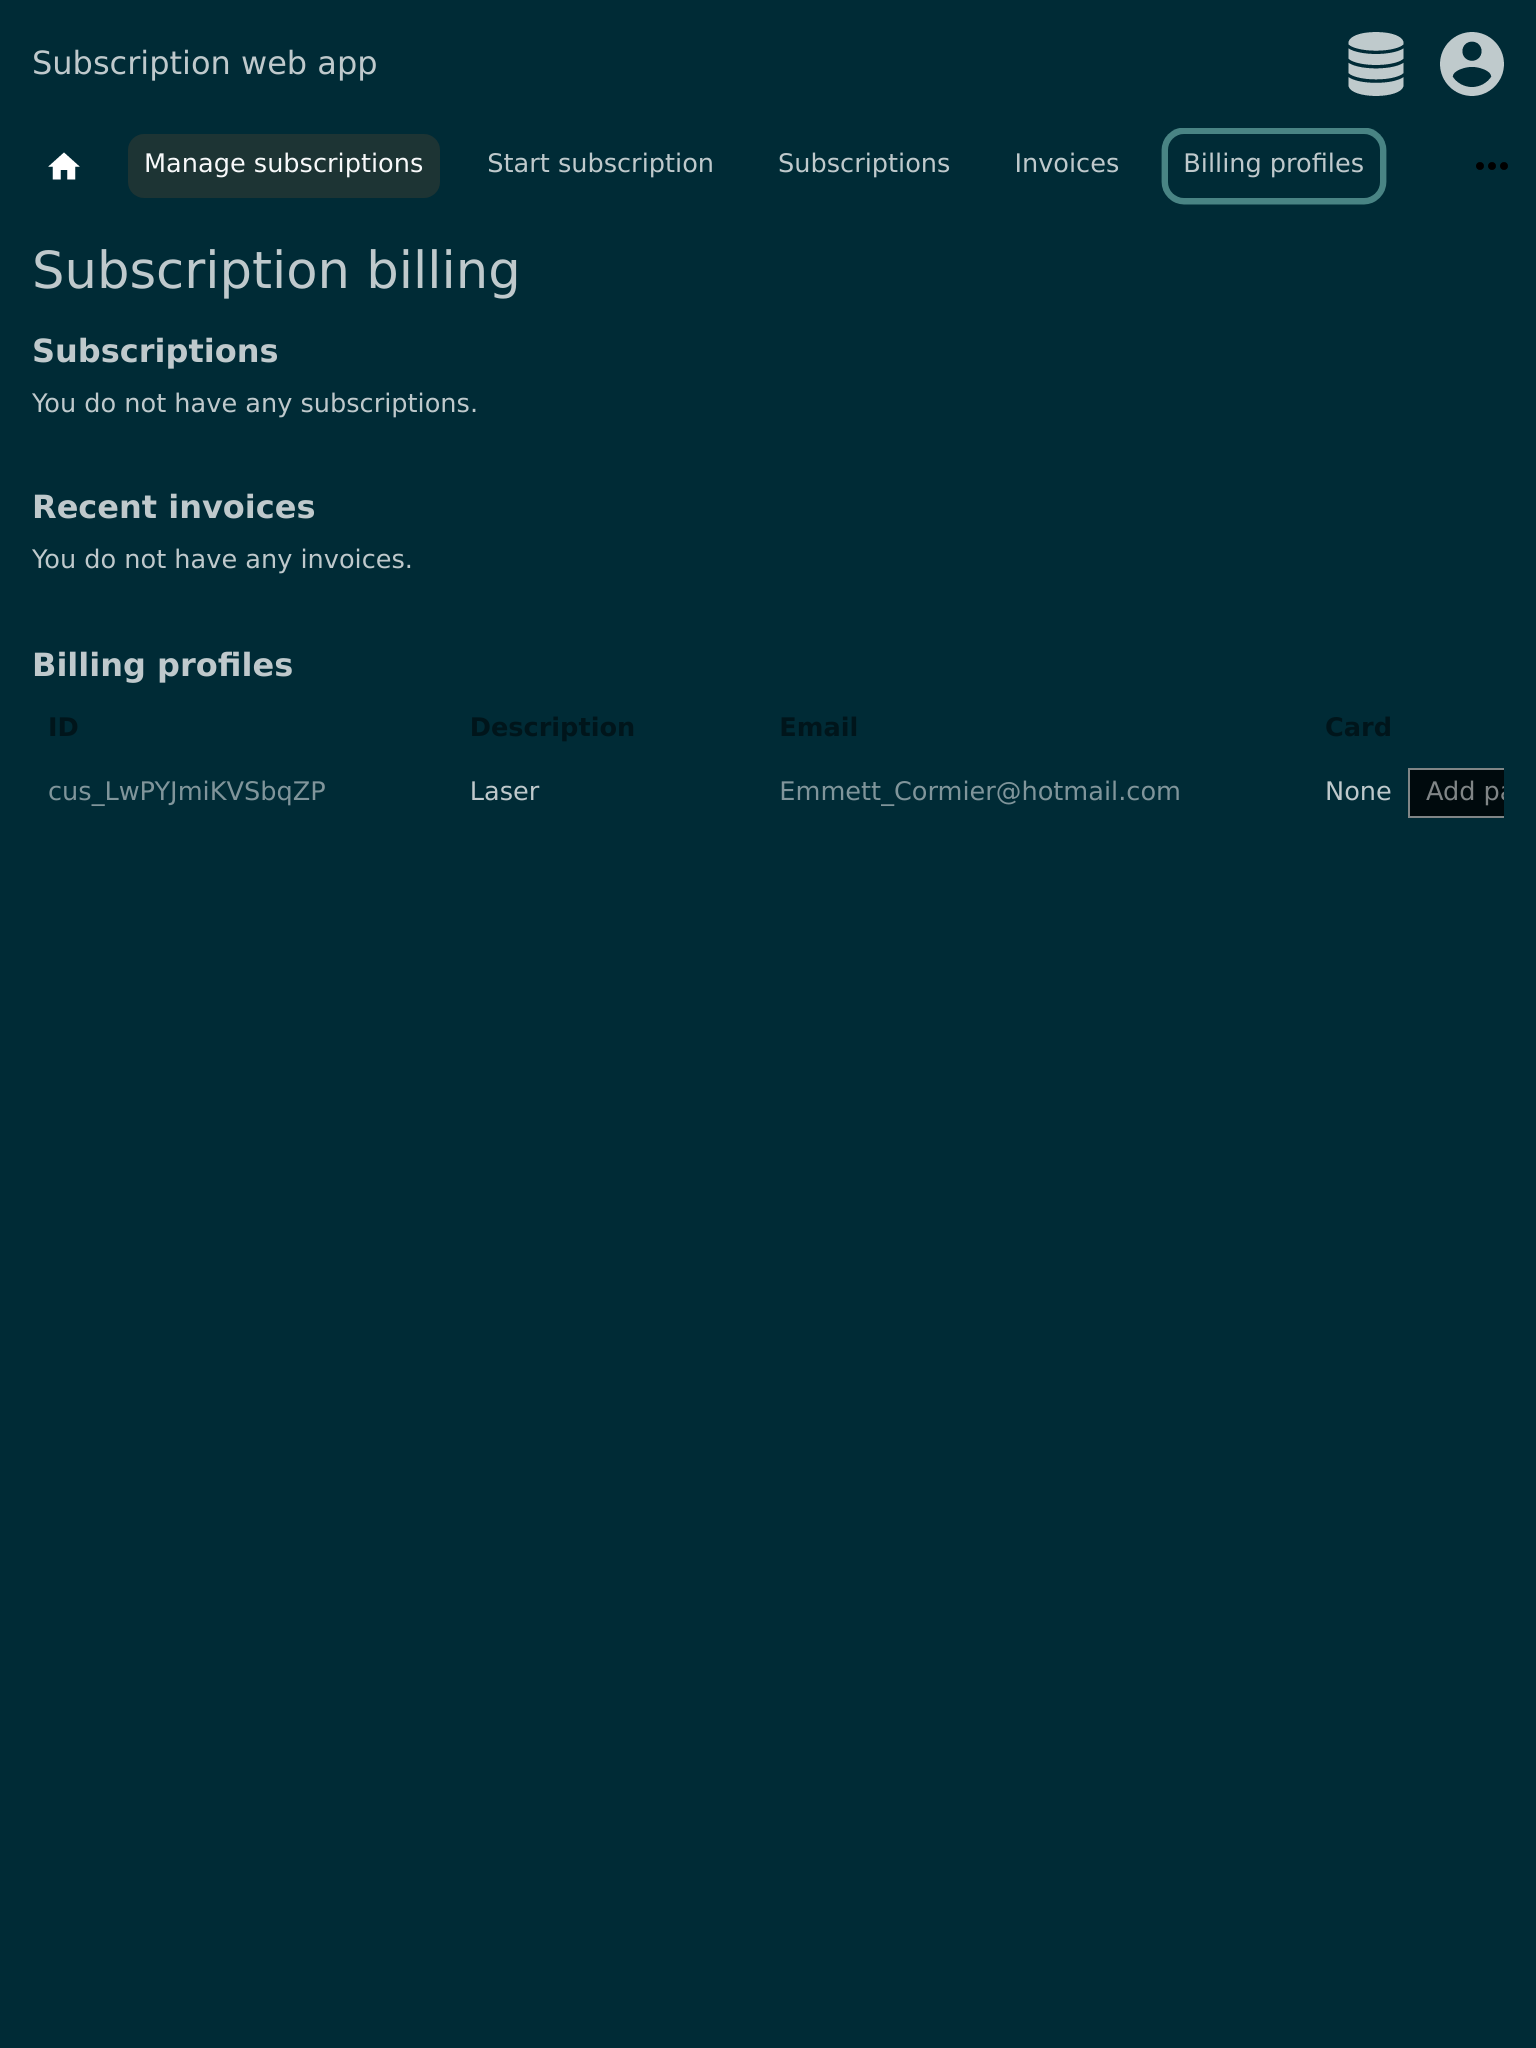 Subscription web app
Manage subscriptions Start subscription Subscriptions Invoices Billing profiles
Subscription billing
Subscriptions
You do not have any subscriptions.
Recent invoices
You do not have any invoices.
Billing profiles
ID Description Email Card
cus_LwPYJmiKVSbqZP Laser Emmett_Cormier@hotmail.com None Add